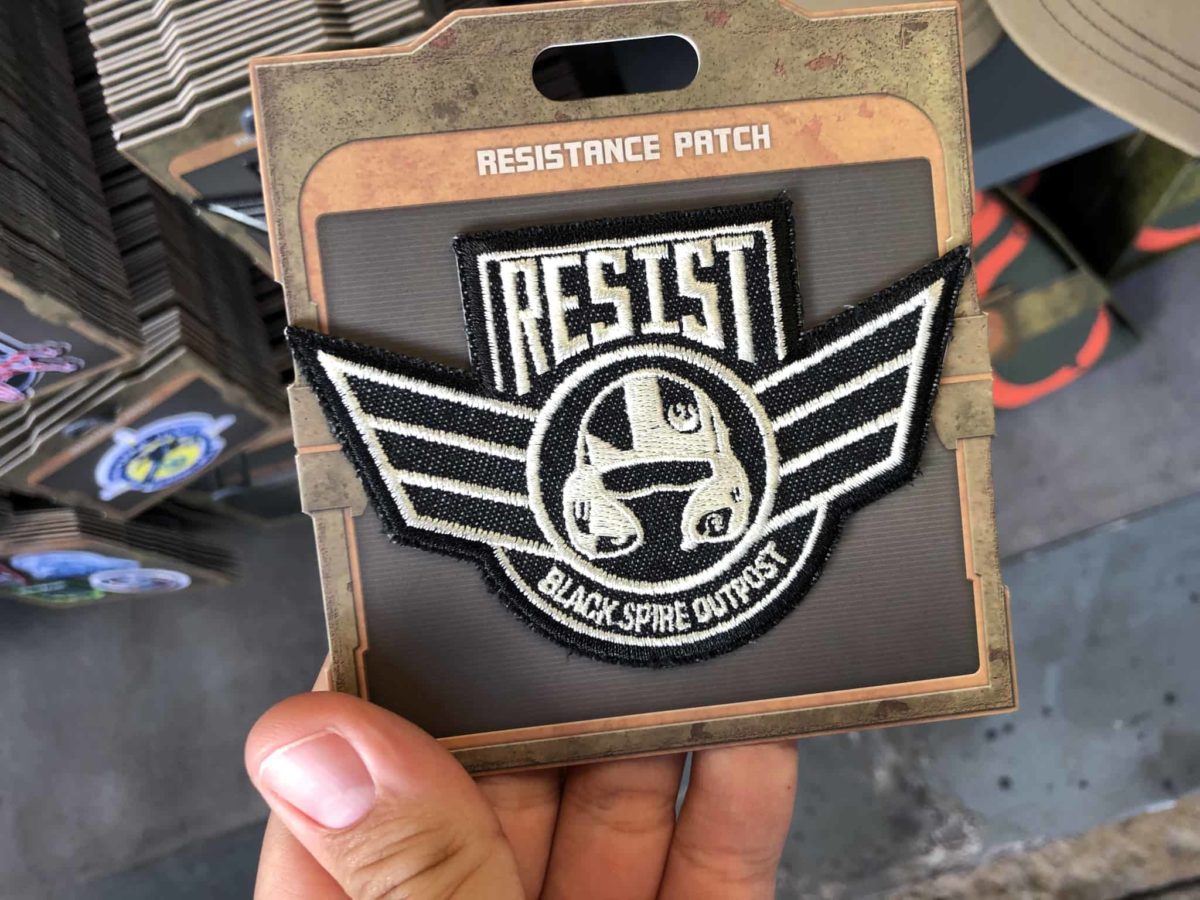 RESISTANCE PATCH
RESIST
BLACK SPIRE OUTPOST